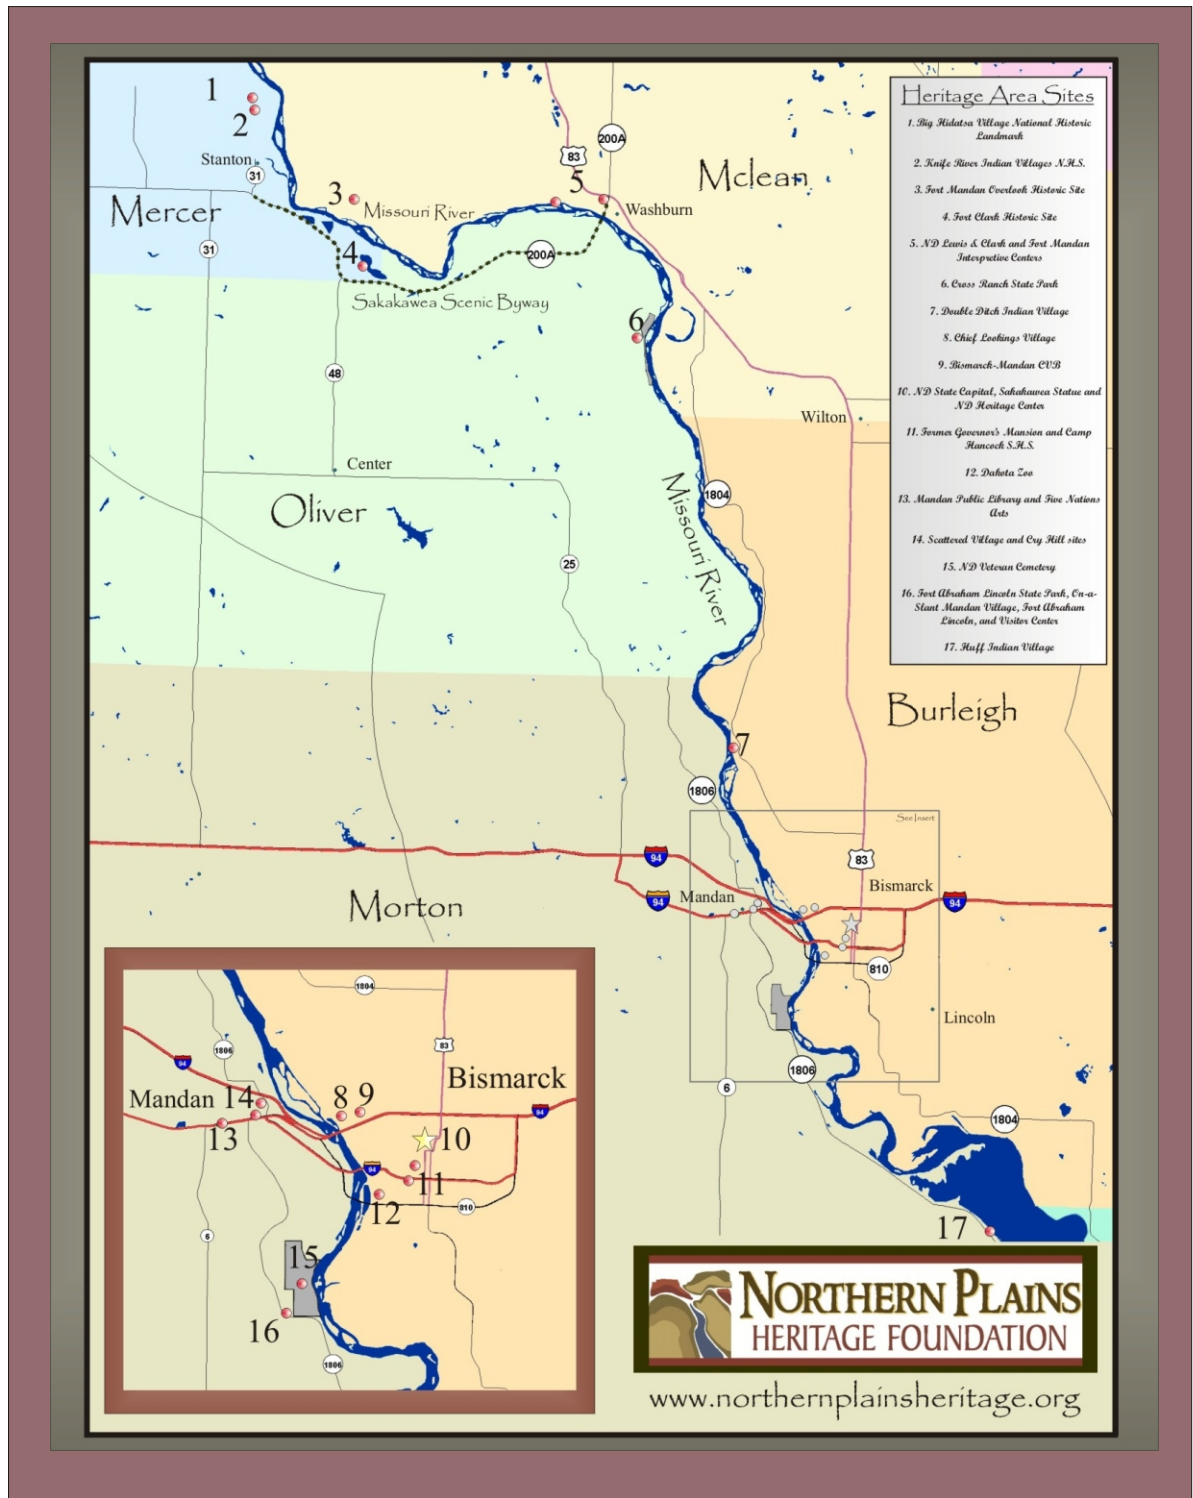 1
2
Stanton
31
Mercer
31
3
Missouri River
4
Sakakawea Scenic Byway
200A
83
200A
5
Washburn
Mclean
6
48
Center
Oliver
25
Wilton
1804
Missouri River
Burleigh
7
1806
See Insert
83
94
94
Mandan
Bismarck
94
810
Lincoln
Morton
1806
6
1804
17
Heritage Area Sites
1. Big Hidatsa Village National Historic
Landmark
2. Knife River Indian Villages N.H.S.
3. Fort Mandan Overlook Historic Site
4. Fort Clark Historic Site
5. ND Lewis & Clark and Fort Mandan
Interpretive Centers
6. Cross Ranch State Park
7. Double Ditch Indian Village
8. Chief Lookings Village
9. Bismarck-Mandan CVB
10. ND State Capital, Sakakawea Statue and
ND Heritage Center
11. Former Governor's Mansion and Camp
Hancock S.H.S.
12. Dakota Zoo
13. Mandan Public Library and Five Nations
Arts
14. Scattered Village and Cry Hill sites
15. ND Veteran Cemetery
16. Fort Abraham Lincoln State Park, On-a-
Slant Mandan Village, Fort Abraham
Lincoln, and Visitor Center
17. Huff Indian Village
1804
1806
94
83
Bismarck
Mandan
14
8
9
94
13
10
94
11
12
810
6
15
16
1806
NORTHERN PLAINS
HERITAGE FOUNDATION
www.northernplainsheritage.org